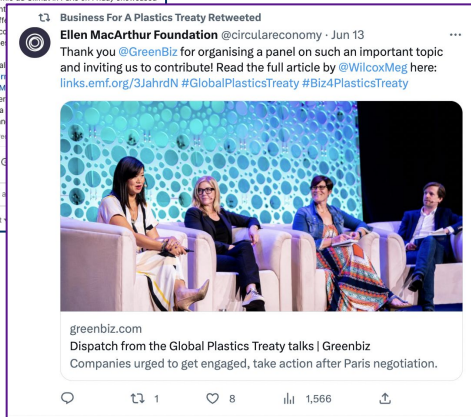 Business For A Plastics Treaty Retweeted
Ellen MacArthur Foundation @circulareconomy · Jun 13 ...
Thank you @GreenBiz for organising a panel on such an important topic
and inviting us to contribute! Read the full article by @WilcoxMeg here:
links.emf.org/3JahrdN #GlobalPlasticsTreaty #Biz4PlasticsTreaty
greenbiz.com
Dispatch from the Global Plastics Treaty talks | Greenbiz
Companies urged to get engaged, take action after Paris negotiation.
1 8 1,566